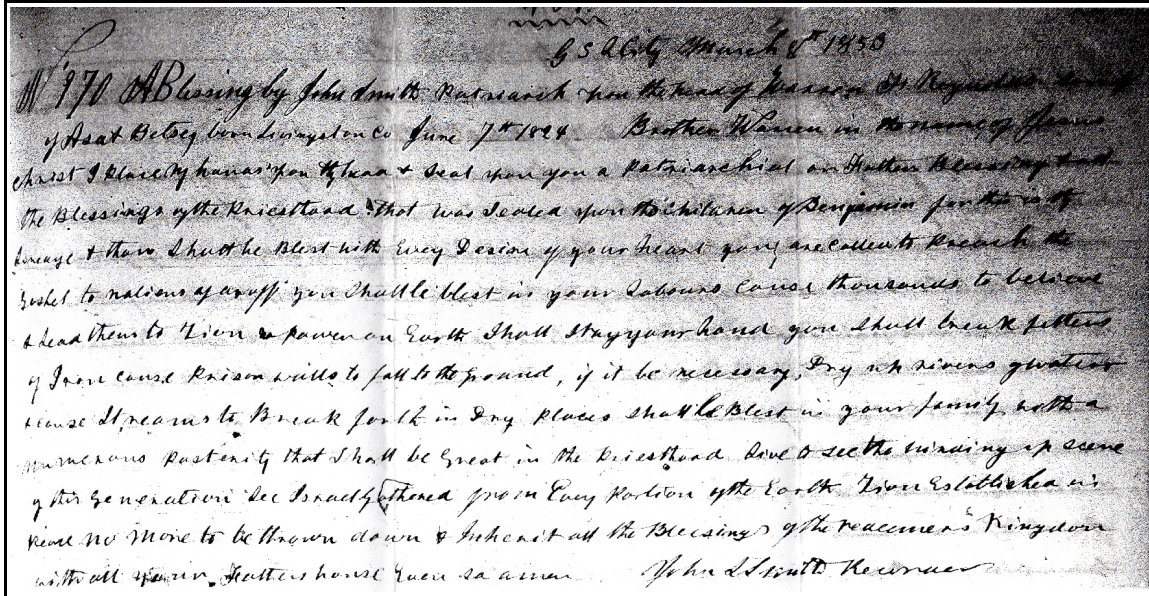 G S L City March 8th 1853
No 970 A Blessing by John Smith Patriarch upon the head of Warren F. Reynolds
of Asa & Betsey born Livingston Co June 7th 1824 Brother Warren in the name of Jesus
christ I Place My hands upon thy head & Seal upon you a Patriarchial or Fathers Blessing & all
the Blessings of the Priesthood That was Sealed upon the children of Benjamin for this is thy
lineage & thou Shalt be Blest with Every Desire of your heart you are called to Preach the
Gospel to nations afar off you Shalt be blest in your Labours Cause thousands to believe
& Lead them to Zion no Power on Earth Shall Stay your hand you Shall break fetters
of Iron cause Prison walls to fall to the ground, if it be necessary, Dry up rivers of waters
cause Streams to Break forth in Dry Places Shalt be Blest in your family with a
numerous Posterity that Shall be Great in the Priesthood Live to see the winding up scene
of this Generation See Israel Gathered from Every Portion of the Earth Zion Established in
Peace no more to be thrown down & Inherit all the Blessings of the redeemers Kingdom
with all your Fathers house Even so amen John L Smith Recorder